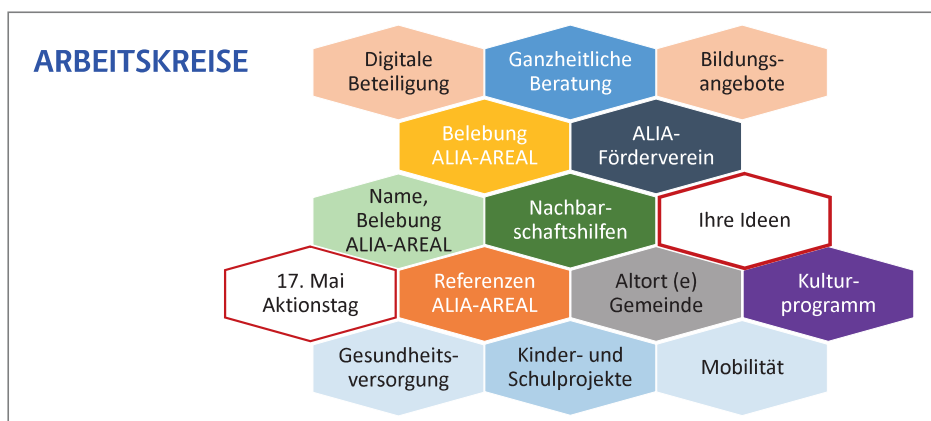 ARBEITSKREISE
Digitale
Beteiligung
Ganzheitliche
Beratung
Bildungs-
angebote
Belebung
ALIA-AREAL
ALIA-
Förderverein
Name,
Belebung
ALIA-AREAL
Nachbar-
schaftshilfen
Ihre Ideen
17. Mai
Aktionstag
Referenzen
ALIA-AREAL
Altort (e)
Gemeinde
Kultur-
programm
Gesundheits-
versorgung
Kinder- und
Schulprojekte
Mobilität